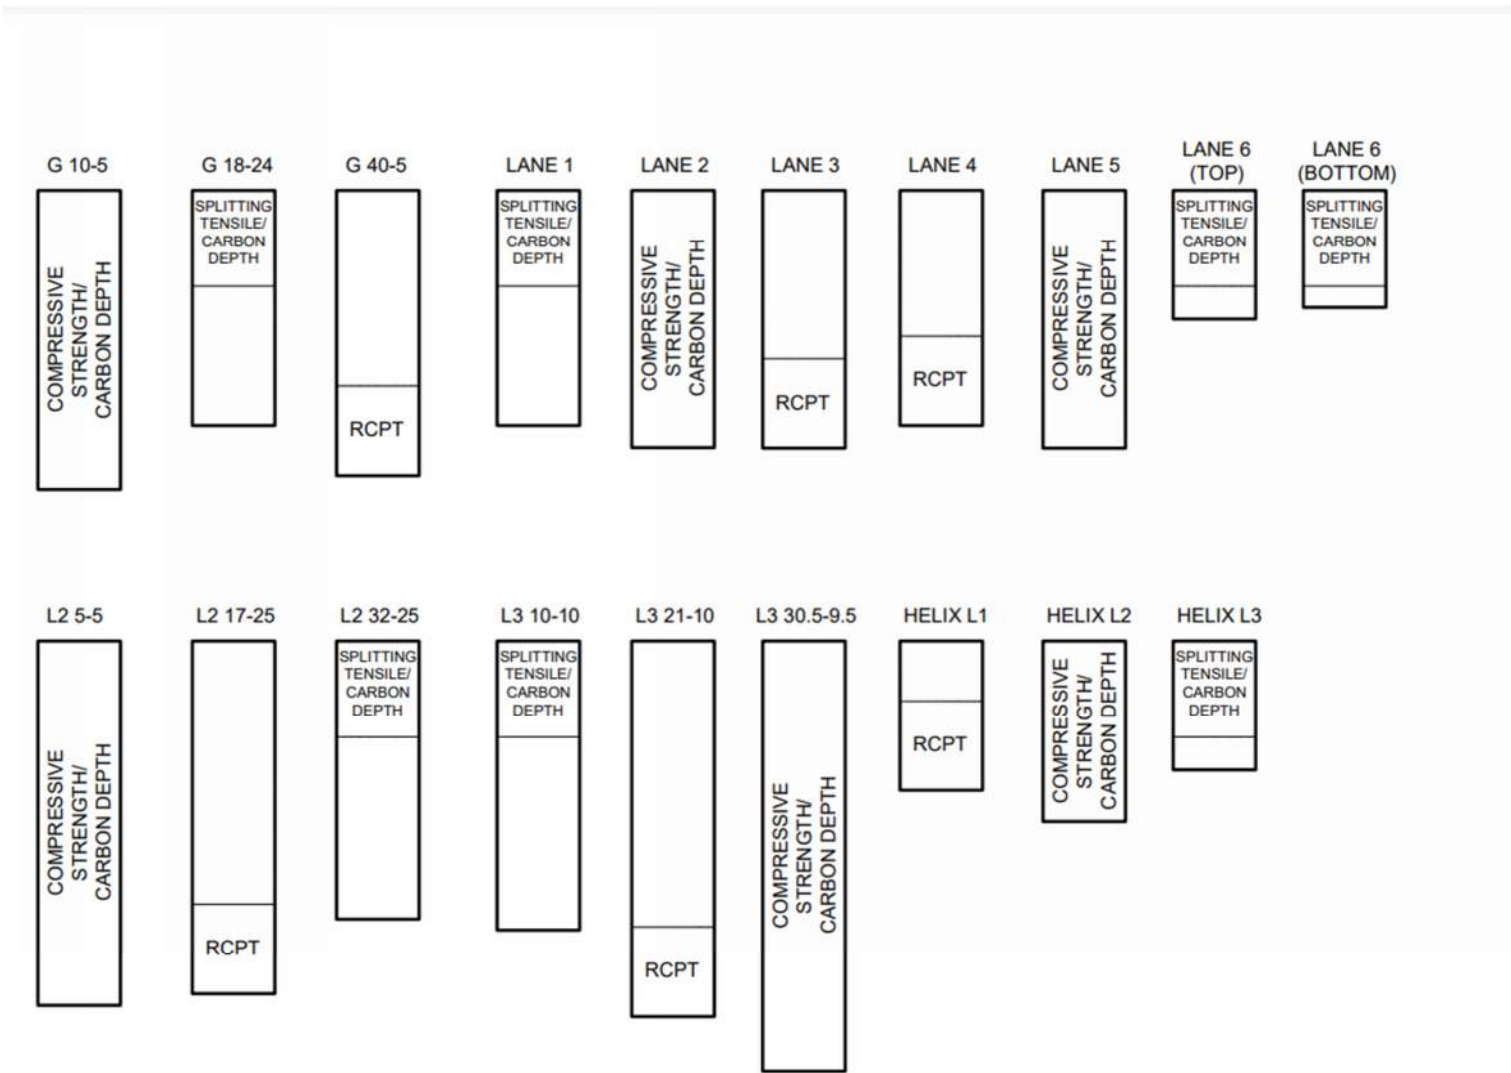 G 10-5
G 18-24
G 40-5
LANE 1
LANE 2
LANE 3
LANE 4
LANE 5
LANE 6
(TOP)
LANE 6
(BOTTOM)
COMPRESSIVE
STRENGTH/
CARBON DEPTH
SPLITTING
TENSILE/
CARBON
DEPTH
RCPT
SPLITTING
TENSILE/
CARBON
DEPTH
COMPRESSIVE
STRENGTH/
CARBON DEPTH
RCPT
RCPT
COMPRESSIVE
STRENGTH/
CARBON DEPTH
SPLITTING
TENSILE/
CARBON
DEPTH
SPLITTING
TENSILE/
CARBON
DEPTH
L2 5-5
L2 17-25
L2 32-25
L3 10-10
L3 21-10
L3 30.5-9.5
HELIX L1
HELIX L2
HELIX L3
COMPRESSIVE
STRENGTH/
CARBON DEPTH
RCPT
SPLITTING
TENSILE/
CARBON
DEPTH
SPLITTING
TENSILE/
CARBON
DEPTH
RCPT
COMPRESSIVE
STRENGTH/
CARBON DEPTH
RCPT
COMPRESSIVE
STRENGTH/
CARBON DEPTH
SPLITTING
TENSILE/
CARBON
DEPTH